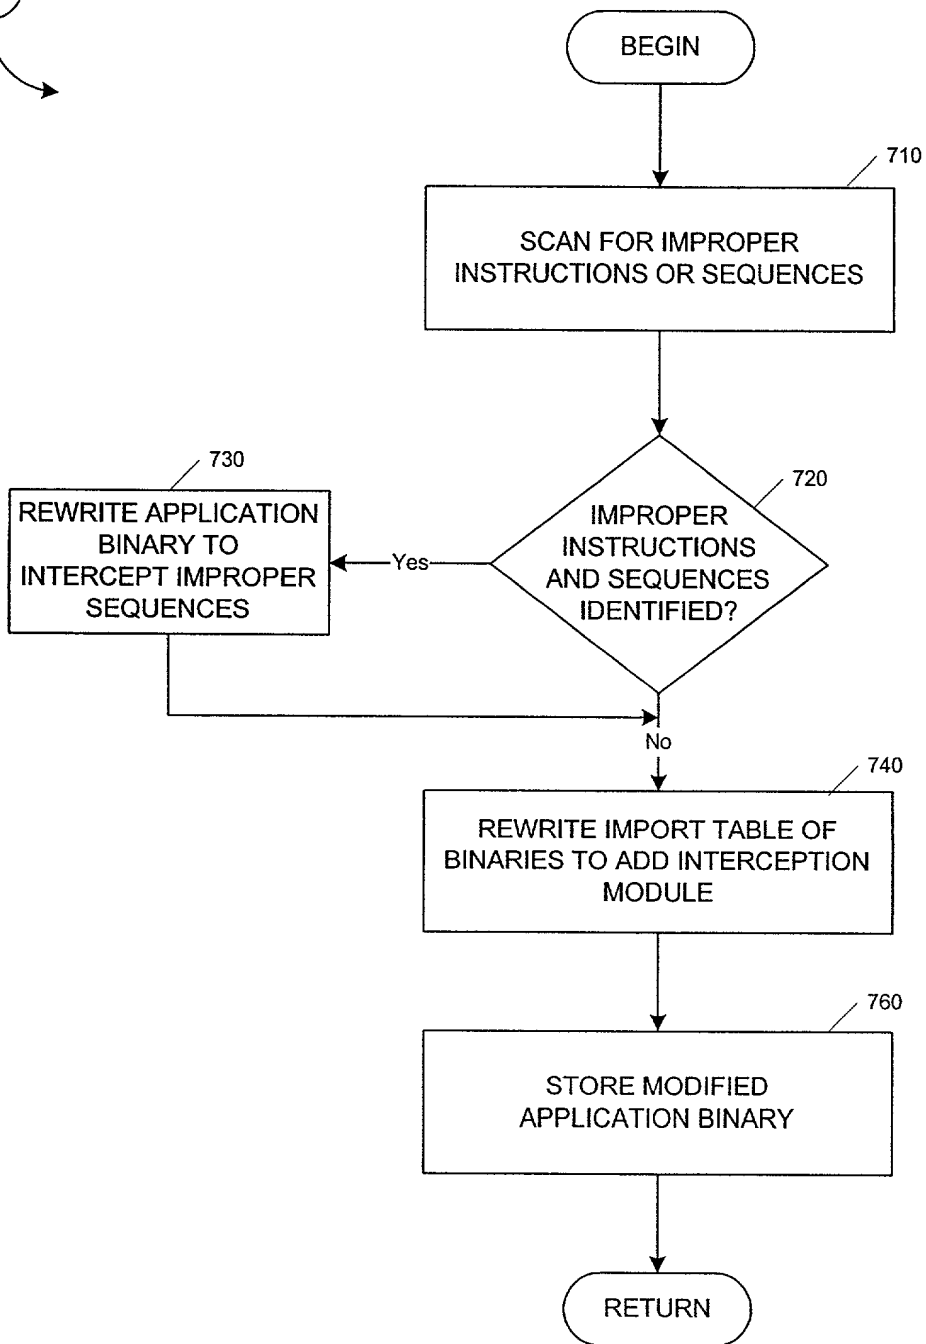 BEGIN
710
SCAN FOR IMPROPER
INSTRUCTIONS OR SEQUENCES
720
IMPROPER
INSTRUCTIONS
AND SEQUENCES
IDENTIFIED?
Yes
730
REWRITE APPLICATION
BINARY TO
INTERCEPT IMPROPER
SEQUENCES
No
740
REWRITE IMPORT TABLE OF
BINARIES TO ADD INTERCEPTION
MODULE
760
STORE MODIFIED
APPLICATION BINARY
RETURN